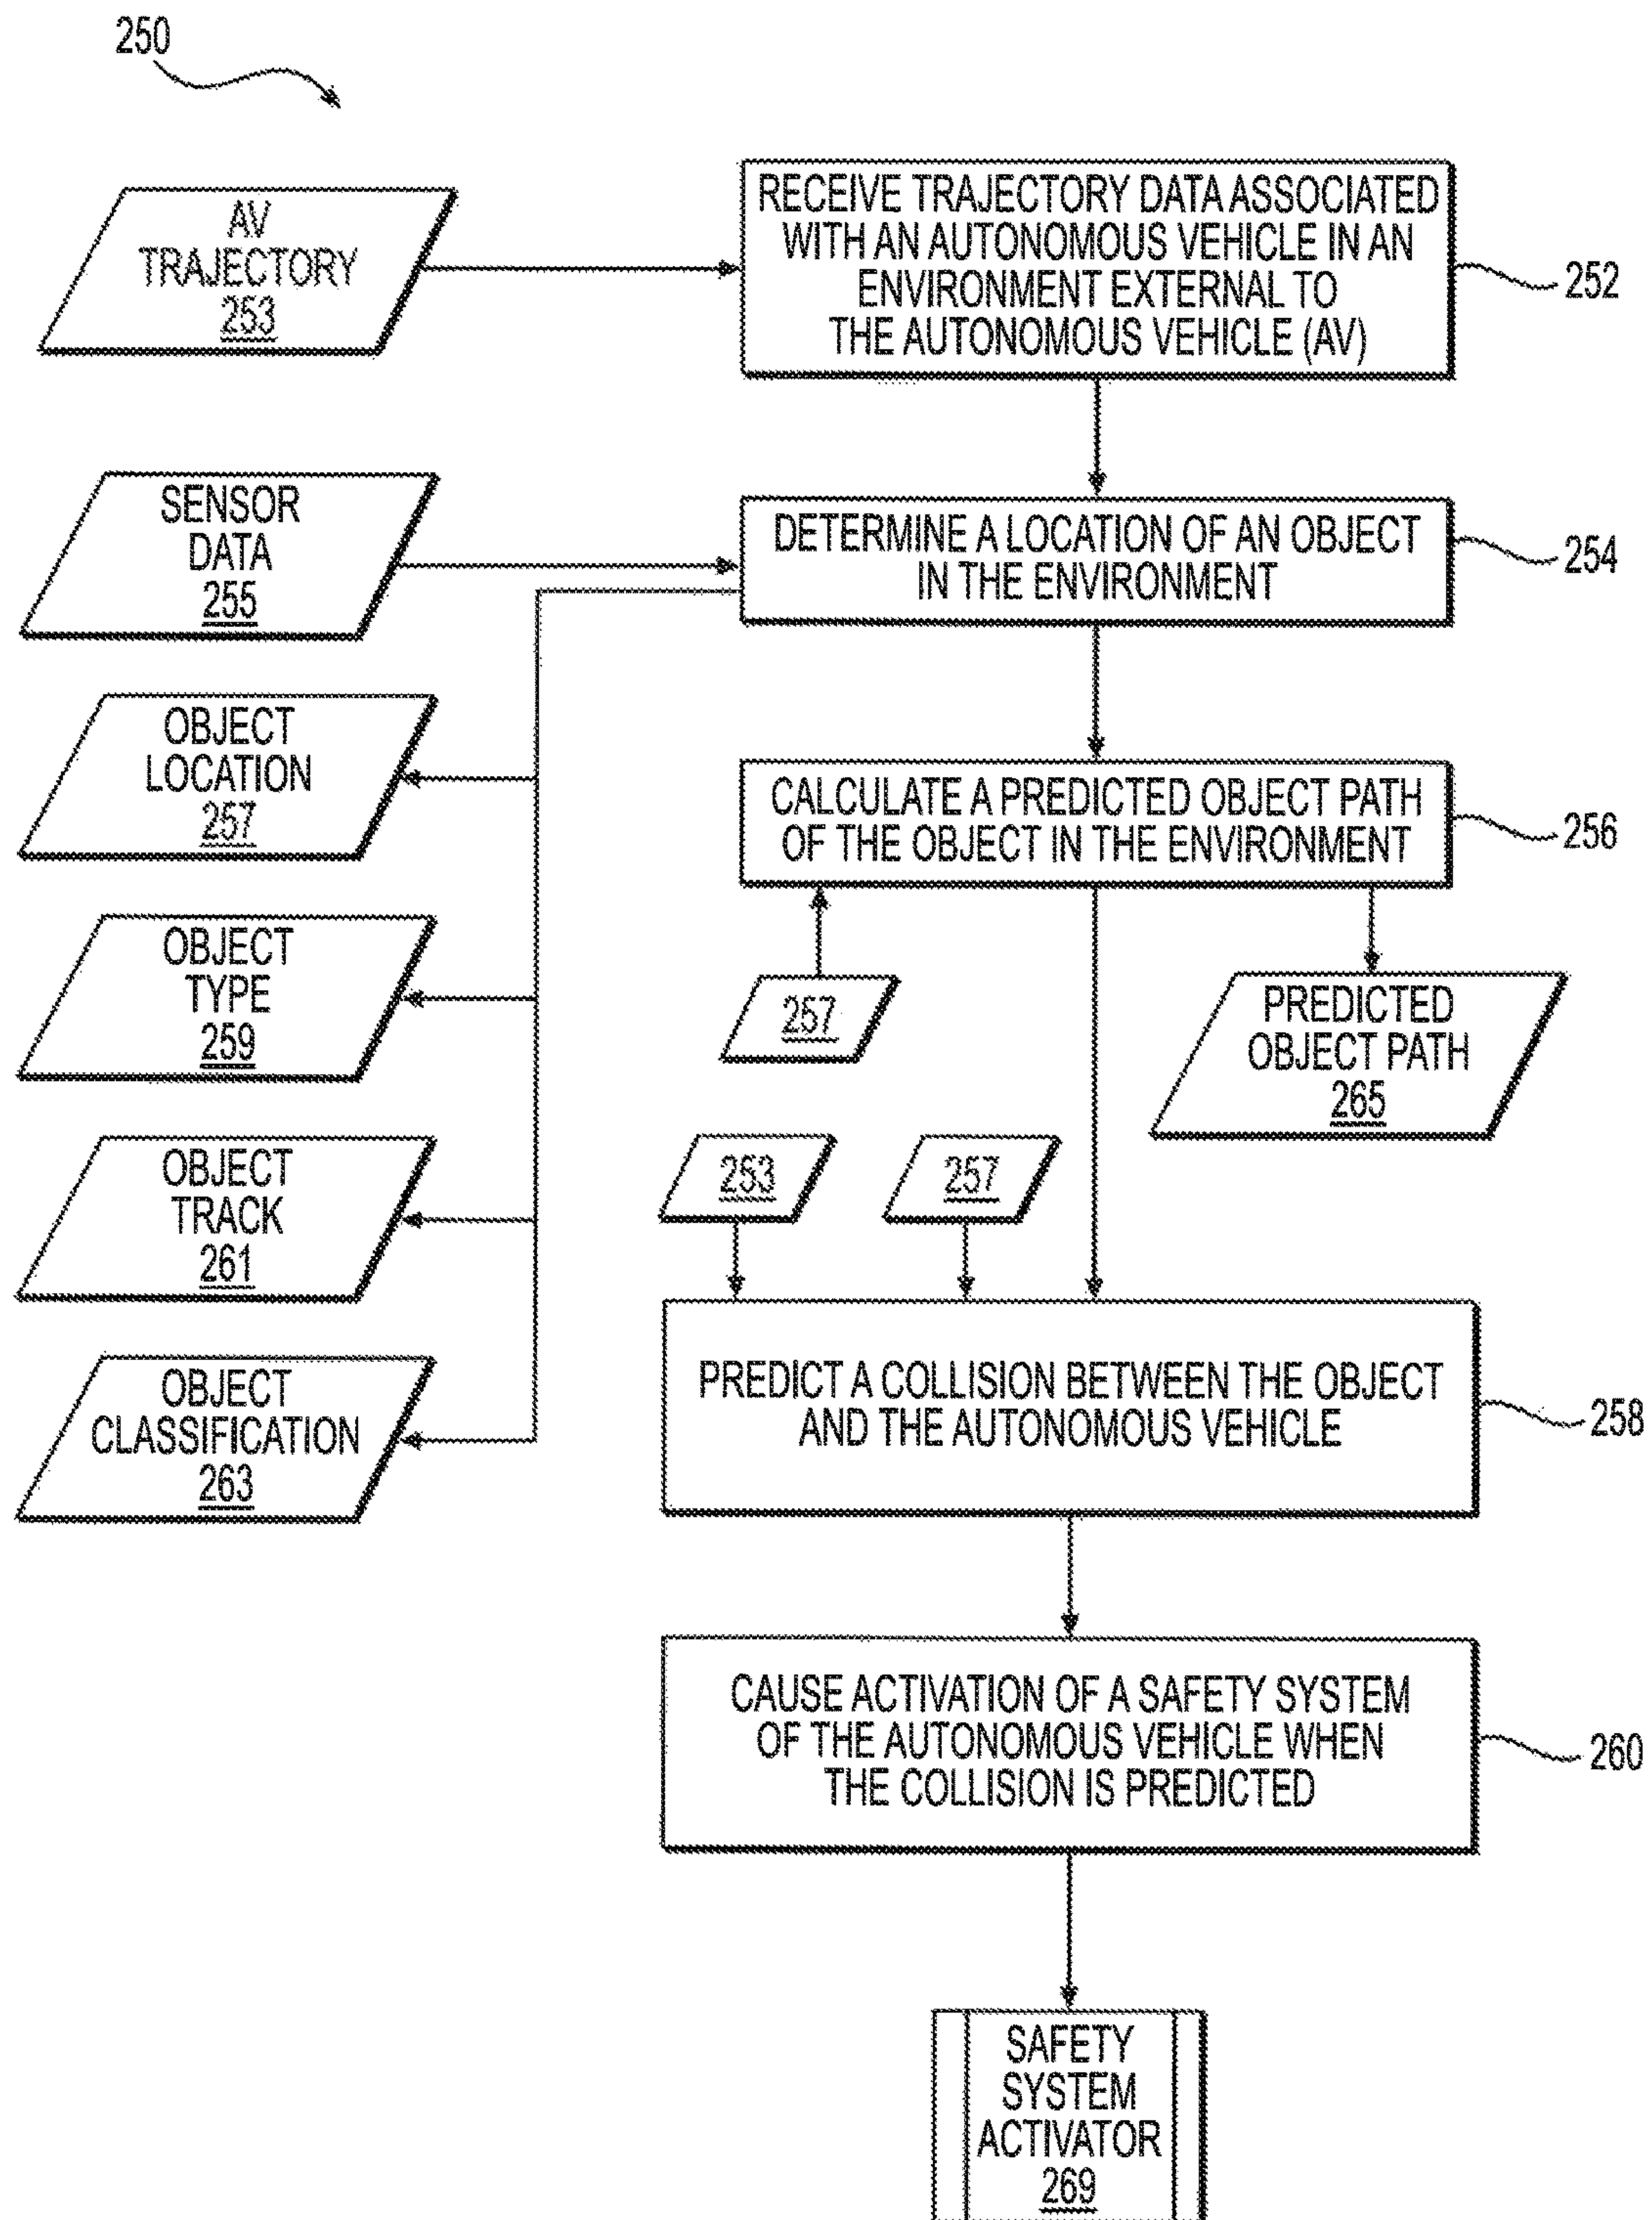 250
AV
TRAJECTORY
253
RECEIVE TRAJECTORY DATA ASSOCIATED
WITH AN AUTONOMOUS VEHICLE IN AN
ENVIRONMENT EXTERNAL TO
THE AUTONOMOUS VEHICLE (AV)
252
SENSOR
DATA
255
DETERMINE A LOCATION OF AN OBJECT
IN THE ENVIRONMENT
254
OBJECT
LOCATION
257
CALCULATE A PREDICTED OBJECT PATH
OF THE OBJECT IN THE ENVIRONMENT
256
OBJECT
TYPE
259
257
PREDICTED
OBJECT PATH
265
OBJECT
TRACK
261
253
257
OBJECT
CLASSIFICATION
263
PREDICT A COLLISION BETWEEN THE OBJECT
AND THE AUTONOMOUS VEHICLE
258
CAUSE ACTIVATION OF A SAFETY SYSTEM
OF THE AUTONOMOUS VEHICLE WHEN
THE COLLISION IS PREDICTED
260
SAFETY
SYSTEM
ACTIVATOR
269